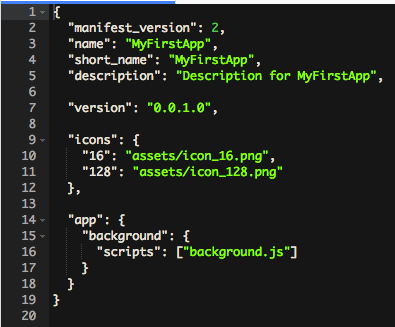 1 {
2   "manifest_version": 2,
3   "name": "MyFirstApp",
4   "short_name": "MyFirstApp",
5   "description": "Description for MyFirstApp",
6
7   "version": "0.0.1.0",
8
9   "icons": {
10     "16": "assets/icon_16.png",
11     "128": "assets/icon_128.png"
12   },
13
14   "app": {
15     "background": {
16       "scripts": ["background.js"]
17     }
18   }
19 }
20